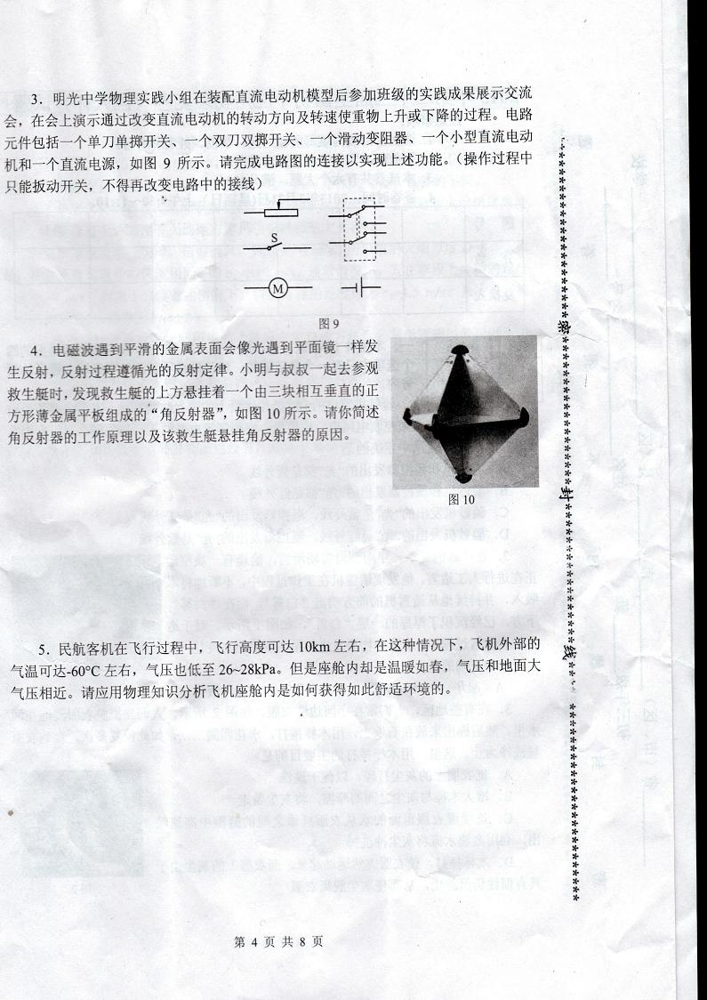 3．明光中学物理实践小组在装配直流电动机模型后参加班级的实践成果展示交流
会，在会上演示通过改变直流电动机的转动方向及转速使重物上升或下降的过程。电路
元件包括一个单刀单掷开关、一个双刀双掷开关、一个滑动变阻器、一个小型直流电动
机和一个直流电源，如图 9 所示。请完成电路图的连接以实现上述功能。（操作过程中
只能扳动开关，不得再改变电路中的接线）
S
M
图9
4．电磁波遇到平滑的金属表面会像光遇到平面镜一样发
生反射，反射过程遵循光的反射定律。小明与叔叔一起去参观
救生艇时，发现救生艇的上方悬挂着一个由三块相互垂直的正
方形薄金属平板组成的“角反射器”，如图 10 所示。请你简述
角反射器的工作原理以及该救生艇悬挂角反射器的原因。
图 10
5．民航客机在飞行过程中，飞行高度可达 10km 左右，在这种情况下，飞机外部的
气温可达-60°C 左右，气压也低至 26~28kPa。但是座舱内却是温暖如春，气压和地面大
气压相近。请应用物理知识分析飞机座舱内是如何获得如此舒适环境的。
第 4 页 共 8 页
密
封
线